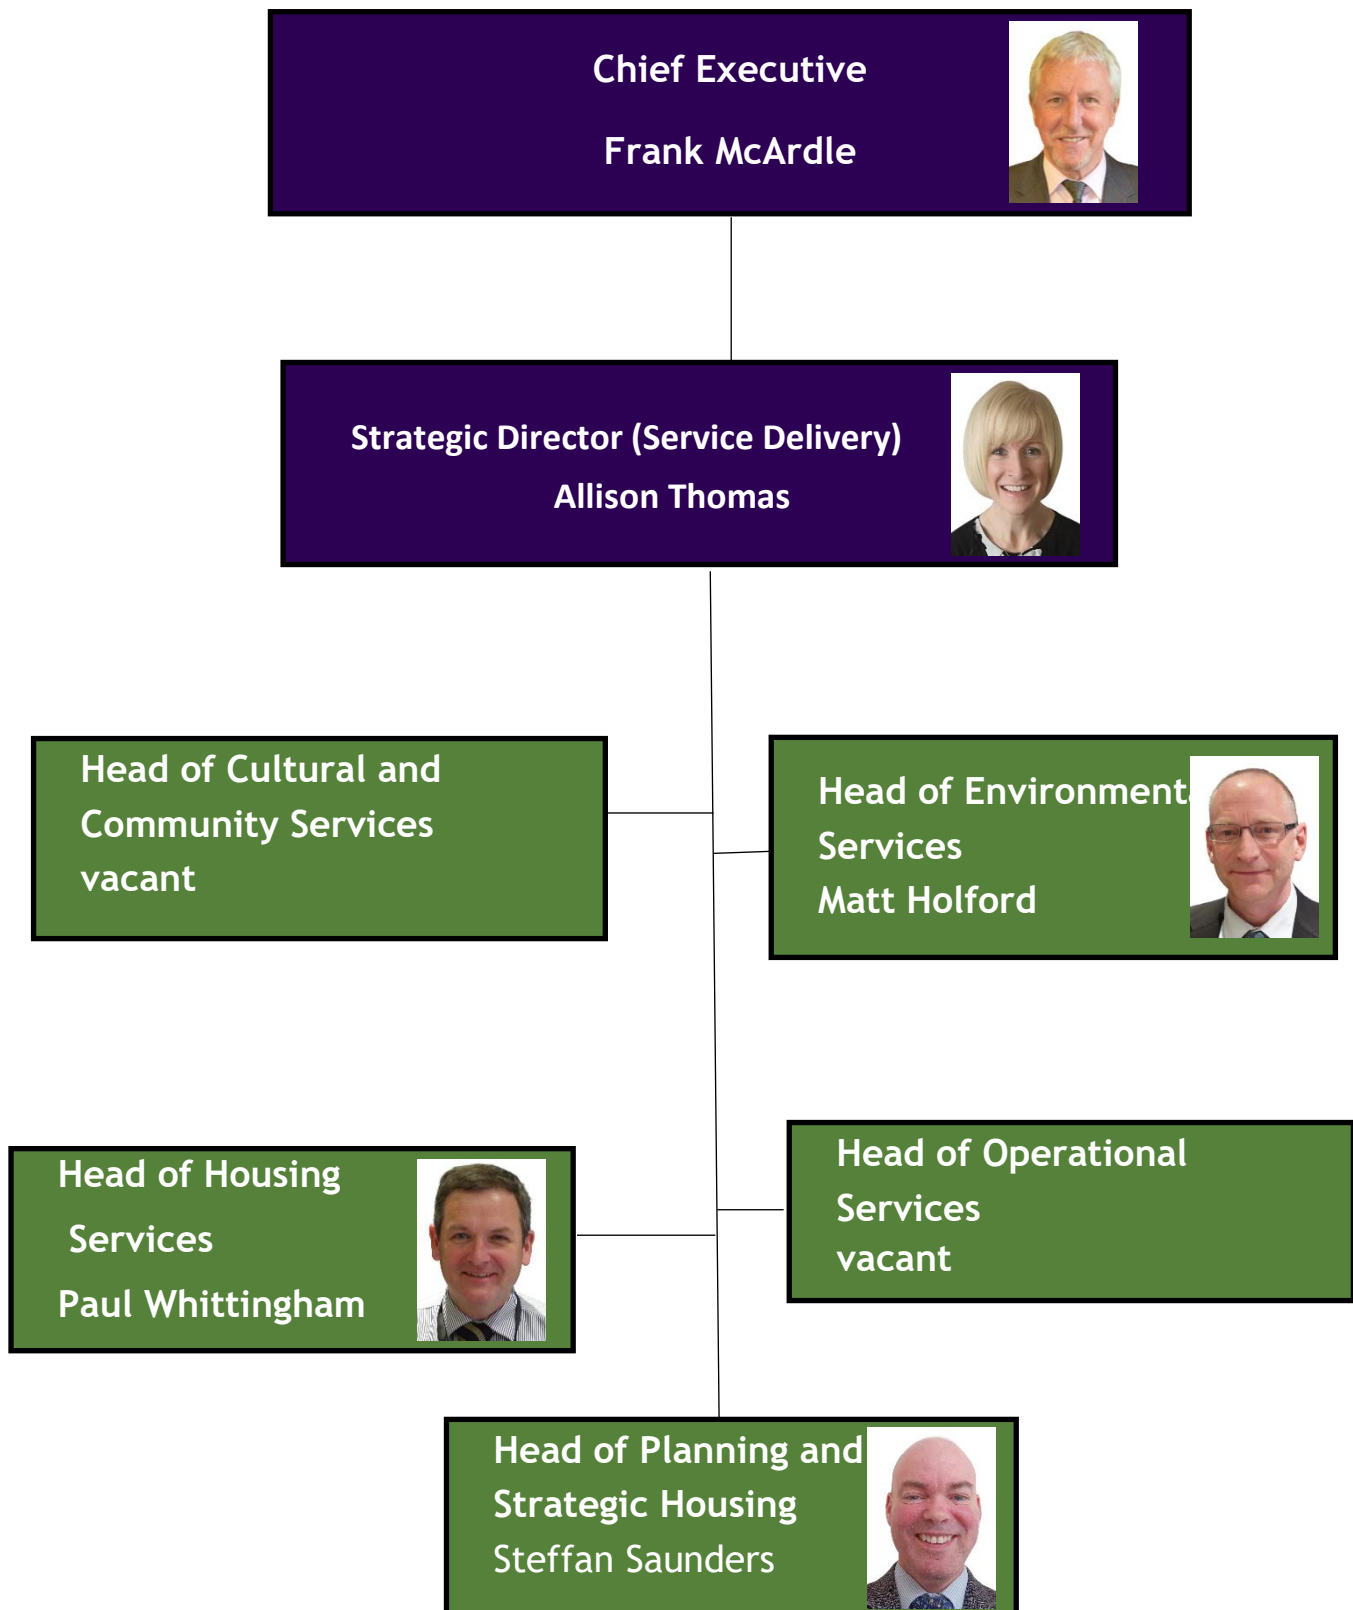 Chief Executive
Frank McArdle
Strategic Director (Service Delivery)
Allison Thomas
Head of Cultural and
Community Services
vacant
Head of Environmenta
Services
Matt Holford
Head of Housing
Services
Paul Whittingham
Head of Operational
Services
vacant
Head of Planning and
Strategic Housing
Steffan Saunders